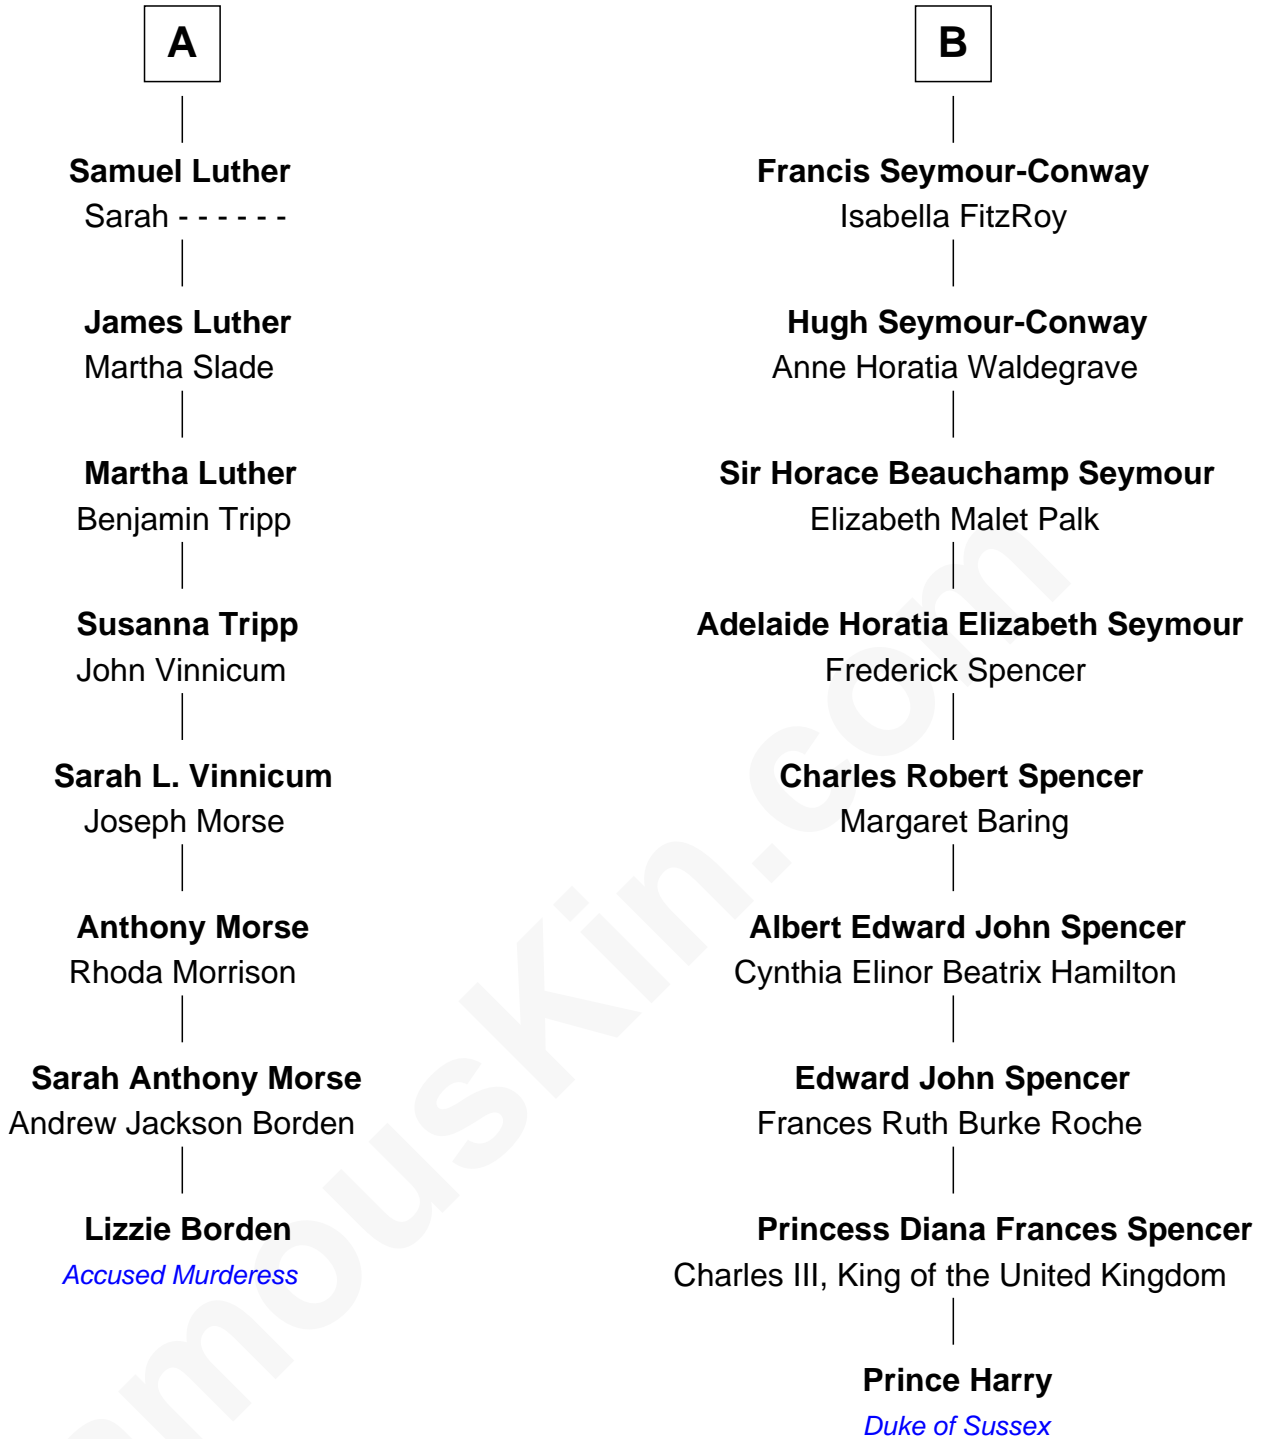 A
Samuel Luther
Sarah - - - - - -
James Luther
Martha Slade
Martha Luther
Benjamin Tripp
Susanna Tripp
John Vinnicum
Sarah L. Vinnicum
Joseph Morse
Anthony Morse
Rhoda Morrison
Sarah Anthony Morse
Andrew Jackson Borden
Lizzie Borden
Accused Murderess
B
Francis Seymour-Conway
Isabella FitzRoy
Hugh Seymour-Conway
Anne Horatia Waldegrave
Sir Horace Beauchamp Seymour
Elizabeth Malet Palk
Adelaide Horatia Elizabeth Seymour
Frederick Spencer
Charles Robert Spencer
Margaret Baring
Albert Edward John Spencer
Cynthia Elinor Beatrix Hamilton
Edward John Spencer
Frances Ruth Burke Roche
Princess Diana Frances Spencer
Charles III, King of the United Kingdom
Prince Harry
Duke of Sussex
amousKin.com